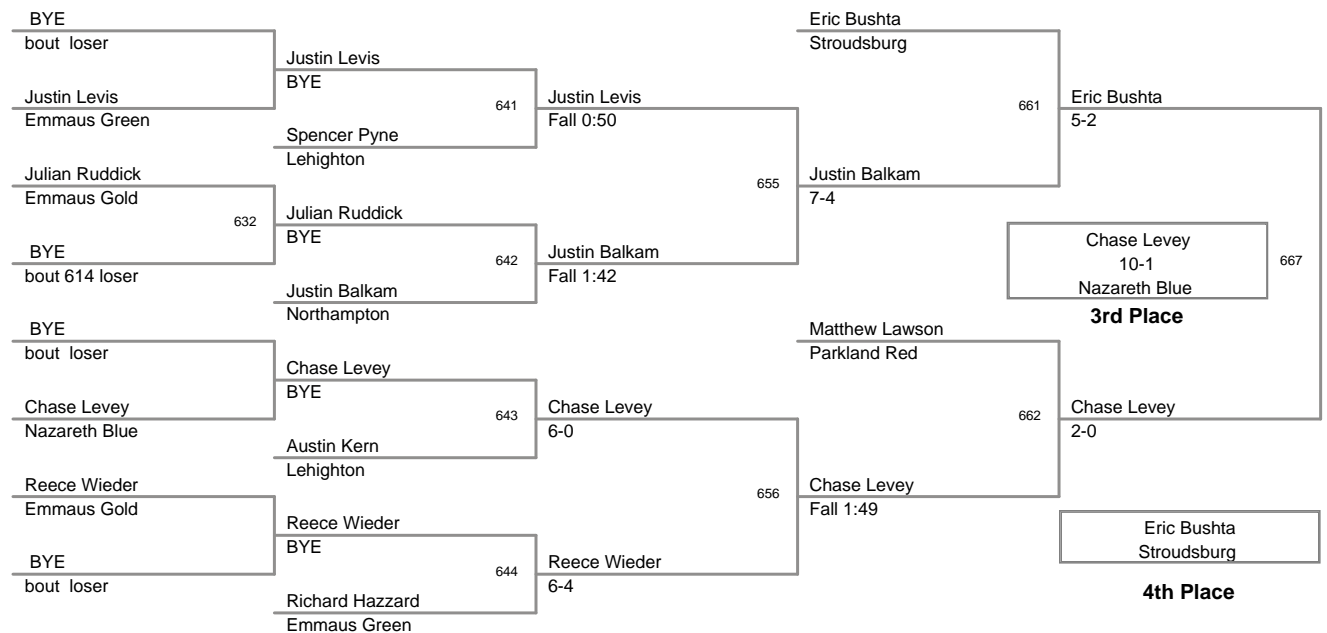 BYE
bout  loser
Justin Levis
Emmaus Green
Julian Ruddick
Emmaus Gold
632
BYE
bout 614 loser
BYE
bout  loser
Chase Levey
Nazareth Blue
Reece Wieder
Emmaus Gold
BYE
bout  loser
Justin Levis
BYE
641
Spencer Pyne
Lehighton
Julian Ruddick
BYE
642
Justin Balkam
Northampton
Chase Levey
BYE
643
Austin Kern
Lehighton
Reece Wieder
BYE
644
Richard Hazzard
Emmaus Green
Justin Levis
Fall 0:50
655
Justin Balkam
Fall 1:42
Chase Levey
6-0
656
Reece Wieder
6-4
Eric Bushta
Stroudsburg
661
Justin Balkam
7-4
Matthew Lawson
Parkland Red
662
Chase Levey
Fall 1:49
Eric Bushta
5-2
Chase Levey
10-1
Nazareth Blue
667
3rd Place
Chase Levey
2-0
Eric Bushta
Stroudsburg
4th Place